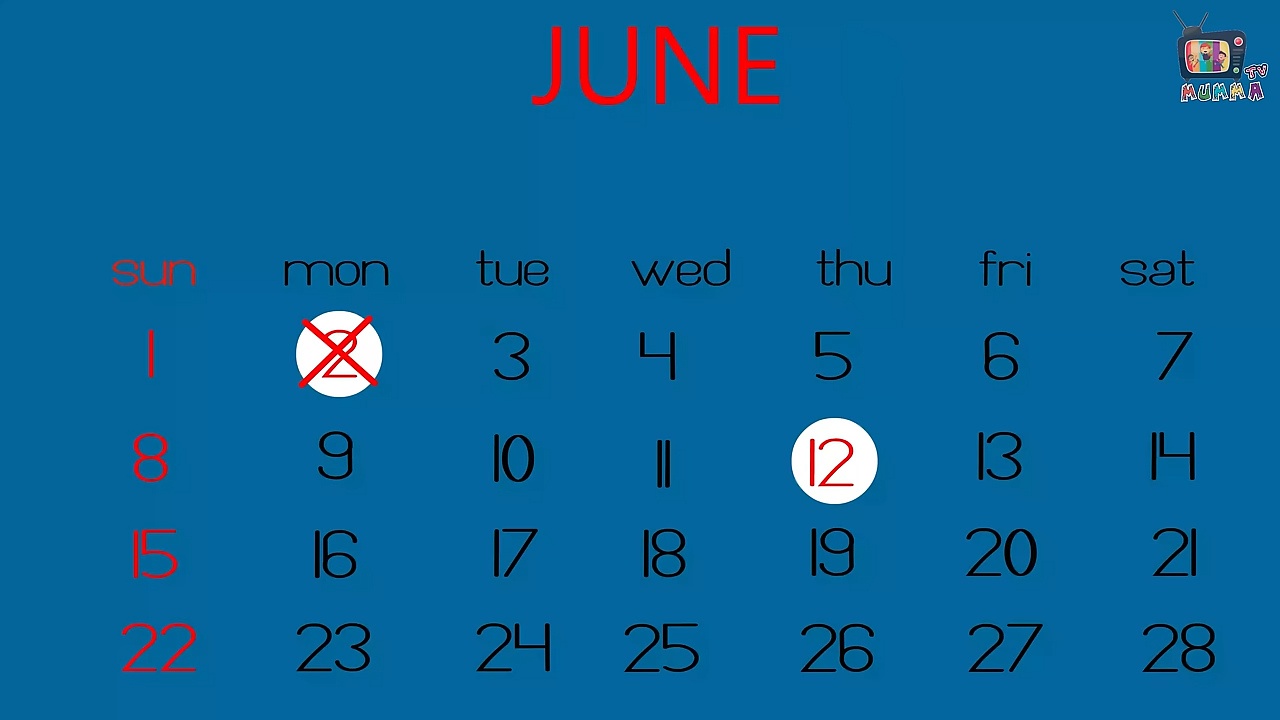 JUNE
TV
MUMMA
sun mon tue wed thu fri sat
1 2 3 4 5 6 7
8 9 10 11 12 13 14
15 16 17 18 19 20 21
22 23 24 25 26 27 28